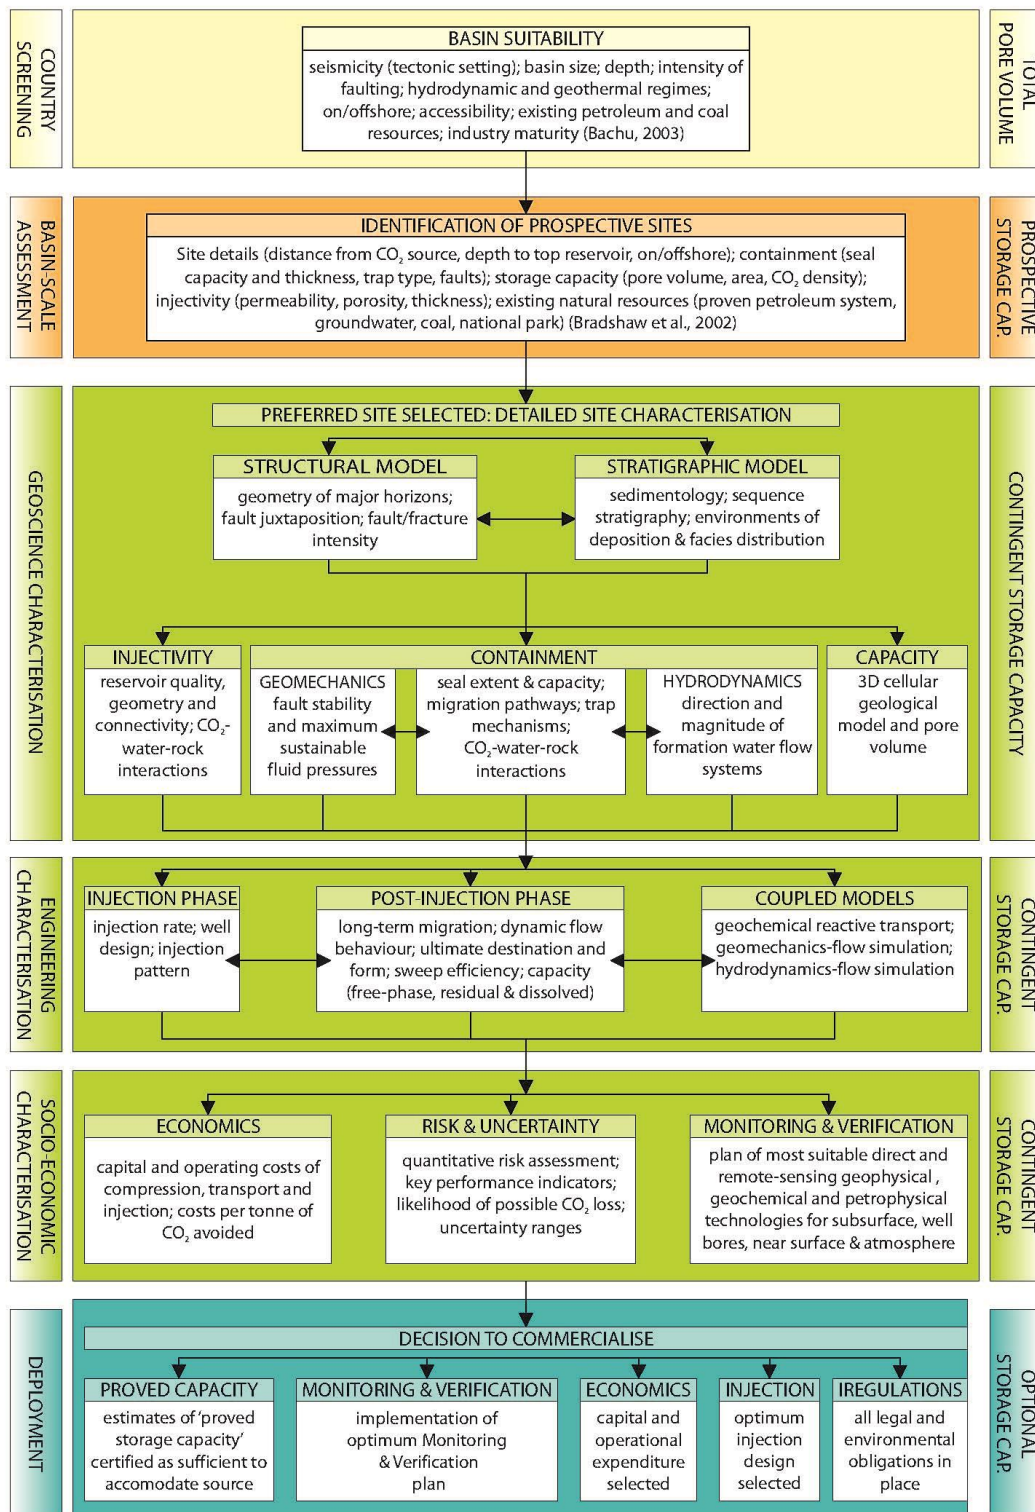 COUNTRY
SCREENING
TOTAL
PORE VOLUME
BASIN SUITABILITY
seismicity (tectonic setting); basin size; depth; intensity of
faulting; hydrodynamic and geothermal regimes;
on/offshore; accessibility; existing petroleum and coal
resources; industry maturity (Bachu, 2003)
BASIN-SCALE
ASSESSMENT
PROSPECTIVE
STORAGE CAP.
IDENTIFICATION OF PROSPECTIVE SITES
Site details (distance from CO₂ source, depth to top reservoir, on/offshore); containment (seal
capacity and thickness, trap type, faults); storage capacity (pore volume, area, CO₂ density);
injectivity (permeability, porosity, thickness); existing natural resources (proven petroleum system,
groundwater, coal, national park) (Bradshaw et al., 2002)
GEOSCIENCE CHARACTERISATION
CONTINGENT STORAGE CAPACITY
PREFERRED SITE SELECTED: DETAILED SITE CHARACTERISATION
STRUCTURAL MODEL
geometry of major horizons;
fault juxtaposition; fault/fracture
intensity
STRATIGRAPHIC MODEL
sedimentology; sequence
stratigraphy; environments of
deposition & facies distribution
INJECTIVITY
reservoir quality,
geometry and
connectivity; CO₂-
water-rock
interactions
CONTAINMENT
GEOMECHANICS
fault stability
and maximum
sustainable
fluid pressures
seal extent & capacity;
migration pathways; trap
mechanisms;
CO₂-water-rock
interactions
HYDRODYNAMICS
direction and
magnitude of
formation water flow
systems
CAPACITY
3D cellular
geological
model and pore
volume
ENGINEERING
CHARACTERISATION
CONTINGENT
STORAGE CAP.
INJECTION PHASE
injection rate; well
design; injection
pattern
POST-INJECTION PHASE
long-term migration; dynamic flow
behaviour; ultimate destination and
form; sweep efficiency; capacity
(free-phase, residual & dissolved)
COUPLED MODELS
geochemical reactive transport;
geomechanics-flow simulation;
hydrodynamics-flow simulation
SOCIO-ECONOMIC
CHARACTERISATION
CONTINGENT
STORAGE CAP.
ECONOMICS
capital and operating costs of
compression, transport and
injection; costs per tonne of
CO₂ avoided
RISK & UNCERTAINTY
quantitative risk assessment;
key performance indicators;
likelihood of possible CO₂ loss;
uncertainty ranges
MONITORING & VERIFICATION
plan of most suitable direct and
remote-sensing geophysical ,
geochemical and petrophysical
technologies for subsurface, well
bores, near surface & atmosphere
DEPLOYMENT
OPTIONAL
STORAGE CAP.
DECISION TO COMMERCIALISE
PROVED CAPACITY
estimates of ‘proved
storage capacity’
certified as sufficient to
accomodate source
MONITORING & VERIFICATION
implementation of
optimum Monitoring
& Verification
plan
ECONOMICS
capital and
operational
expenditure
selected
INJECTION
optimum
injection
design
selected
IREGULATIONS
all legal and
environmental
obligations in
place